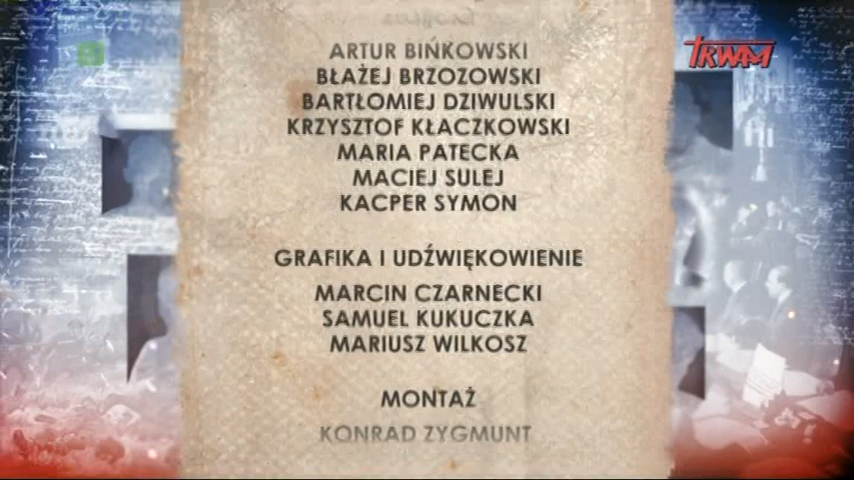 TRWAM
ARTUR BIŃKOWSKI
BŁAŻEJ BRZOZOWSKI
BARTŁOMIEJ DZIWULSKI
KRZYSZTOF KŁACZKOWSKI
MARIA PATECKA
MACIEJ SULEJ
KACPER SYMON
GRAFIKA I UDŹWIĘKOWIENIE
MARCIN CZARNECKI
SAMUEL KUKUCZKA
MARIUSZ WILKOSZ
MONTAŻ
KONRAD ZYGMUNT